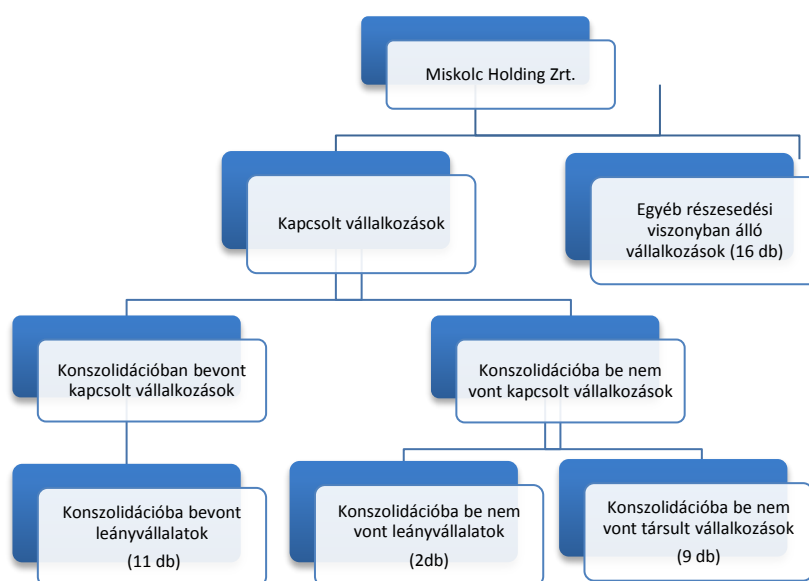 Miskolc Holding Zrt.
Kapcsolt vállalkozások
Egyéb részesedési
viszonyban álló
vállalkozások (16 db)
Konszolidációban bevont
kapcsolt vállalkozások
Konszolidációba be nem
vont kapcsolt vállalkozások
Konszolidációba bevont
leányvállalatok
(11 db)
Konszolidációba be nem
vont leányvállalatok
(2db)
Konszolidációba be nem
vont társult vállalkozások
(9 db)